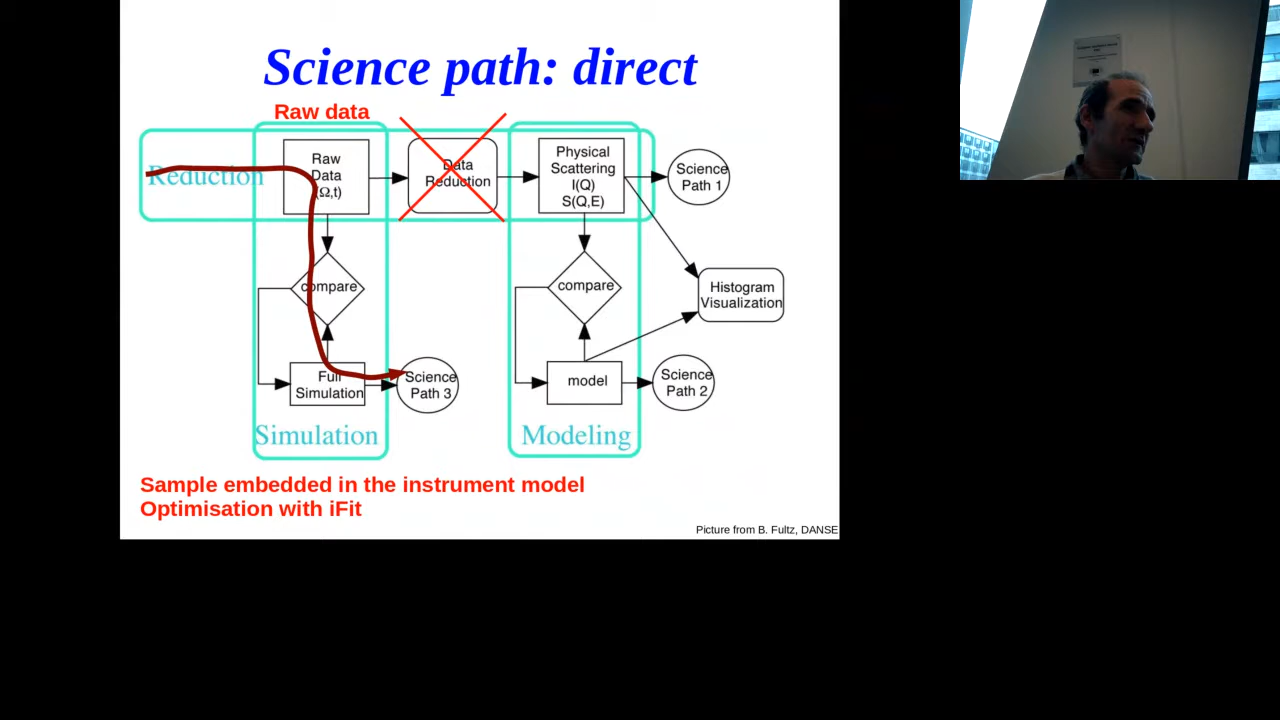 Science path: direct
Raw data
Reduction
Raw
Data
(Ω,t)
Data
Reduction
Physical
Scattering
I(Q)
S(Q,E)
Science
Path 1
compare
compare
Histogram
Visualization
Full
Simulation
Science
Path 3
model
Science
Path 2
Simulation
Modeling
Sample embedded in the instrument model
Optimisation with iFit
Picture from B. Fultz, DANSE